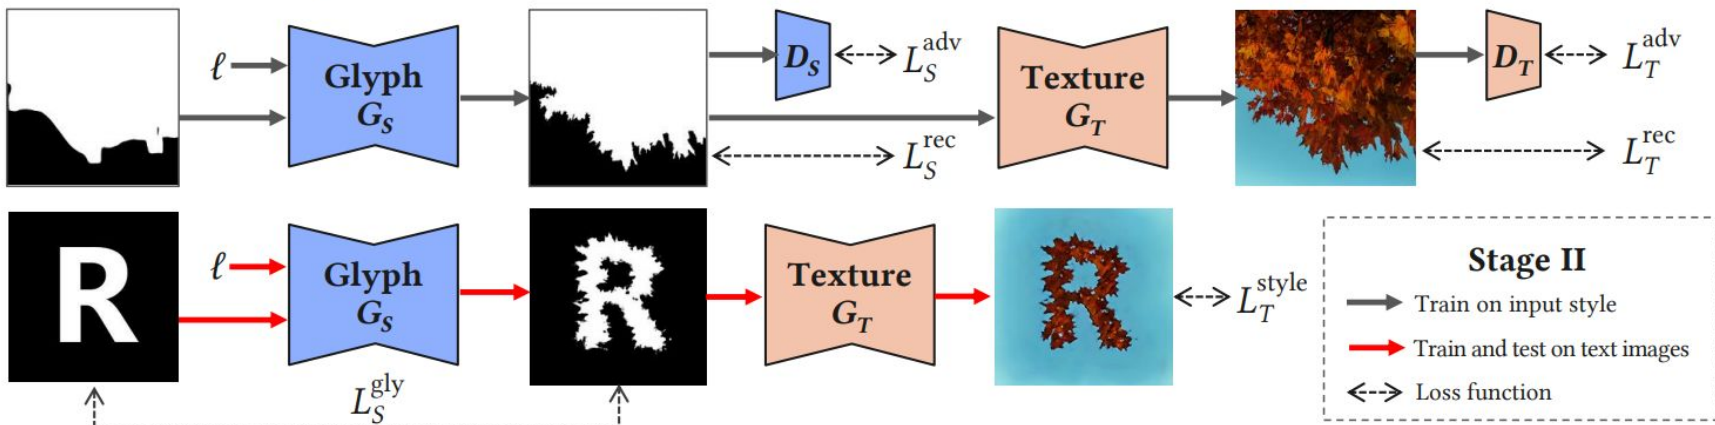 ℓ
Glyph
G_S
D_S
L_S^adv
L_S^rec
Texture
G_T
D_T
L_T^adv
L_T^rec
R
ℓ
Glyph
G_S
L_S^gly
R
Texture
G_T
R
L_T^style
Stage II
Train on input style
Train and test on text images
Loss function